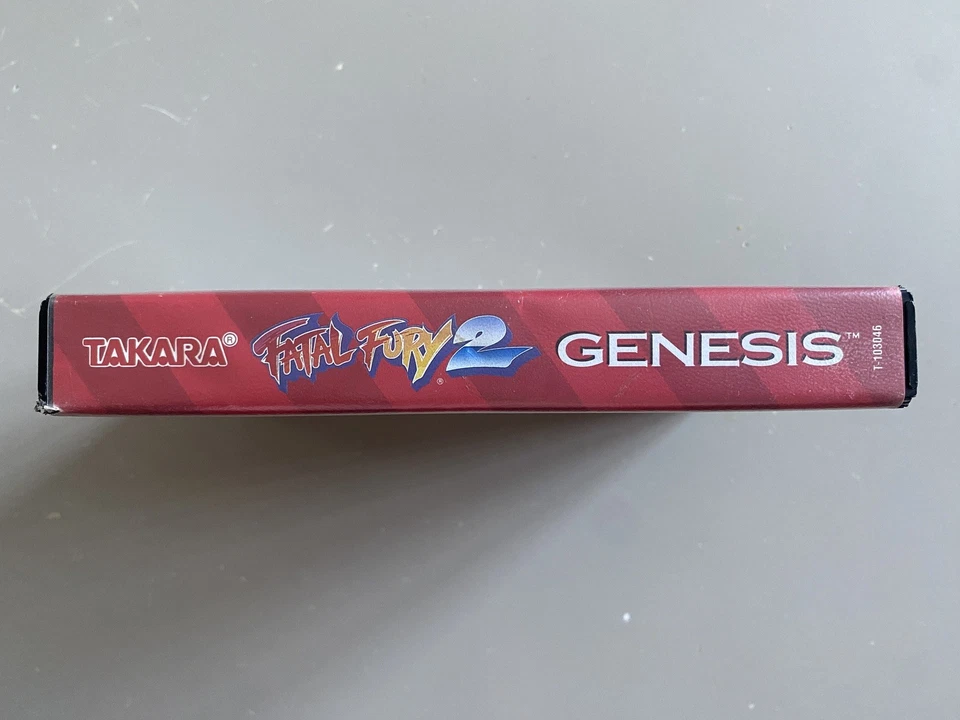 TAKARA®
FATAL FURY 2®
GENESIS™
T-103046